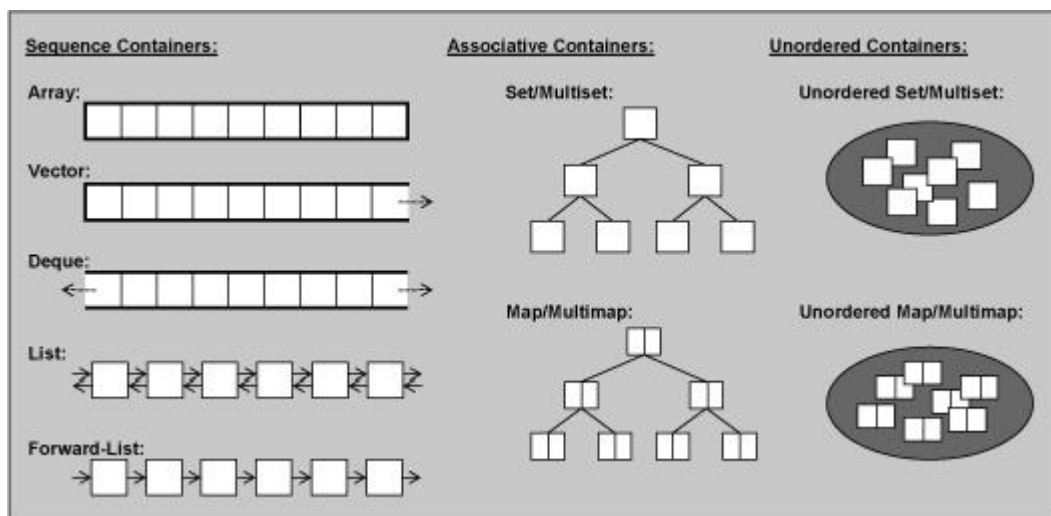 Sequence Containers:
Array:
Vector:
Deque:
List:
Forward-List:
Associative Containers:
Set/Multiset:
Map/Multimap:
Unordered Containers:
Unordered Set/Multiset:
Unordered Map/Multimap: